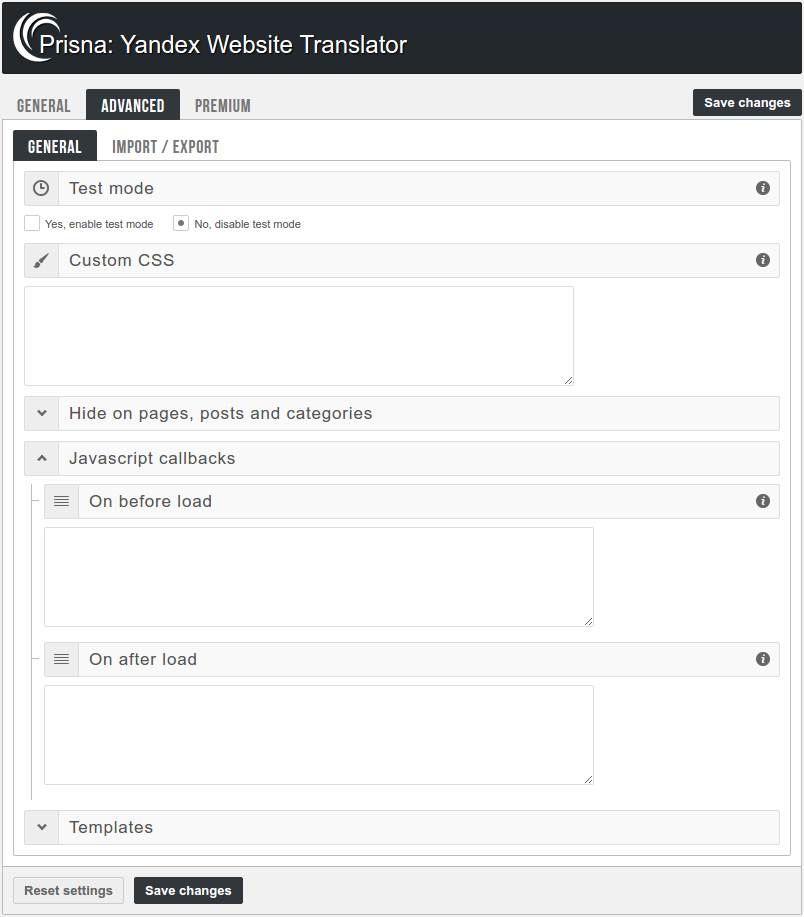 Prisna: Yandex Website Translator
GENERAL ADVANCED PREMIUM Save changes
GENERAL IMPORT / EXPORT
Test mode
Yes, enable test mode No, disable test mode
Custom CSS
Hide on pages, posts and categories
Javascript callbacks
On before load
On after load
Templates
Reset settings Save changes